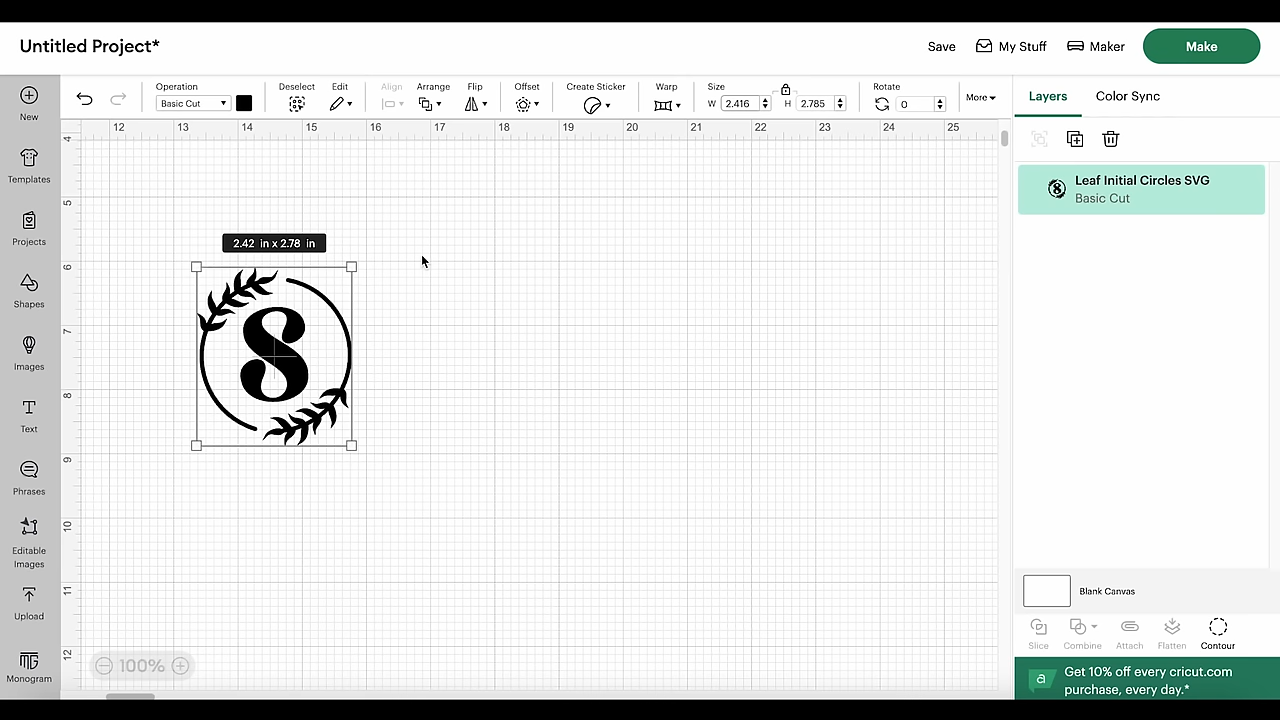 Untitled Project*
Save
My Stuff
Maker
Make
New
Templates
Projects
Shapes
Images
Text
Phrases
Editable
Images
Upload
Monogram
Operation
Basic Cut
Deselect
Edit
Align
Arrange
Flip
Offset
Create Sticker
Warp
Size
W 2.416
H 2.785
Rotate
0
More
12 13 14 15 16 17 18 19 20 21 22 23 24 25
4
5
6
7
8
9
10
11
12
2.42 in x 2.78 in
S
100%
Layers
Color Sync
S
Leaf Initial Circles SVG
Basic Cut
Blank Canvas
Slice
Combine
Attach
Flatten
Contour
a
Get 10% off every cricut.com
purchase, every day.*